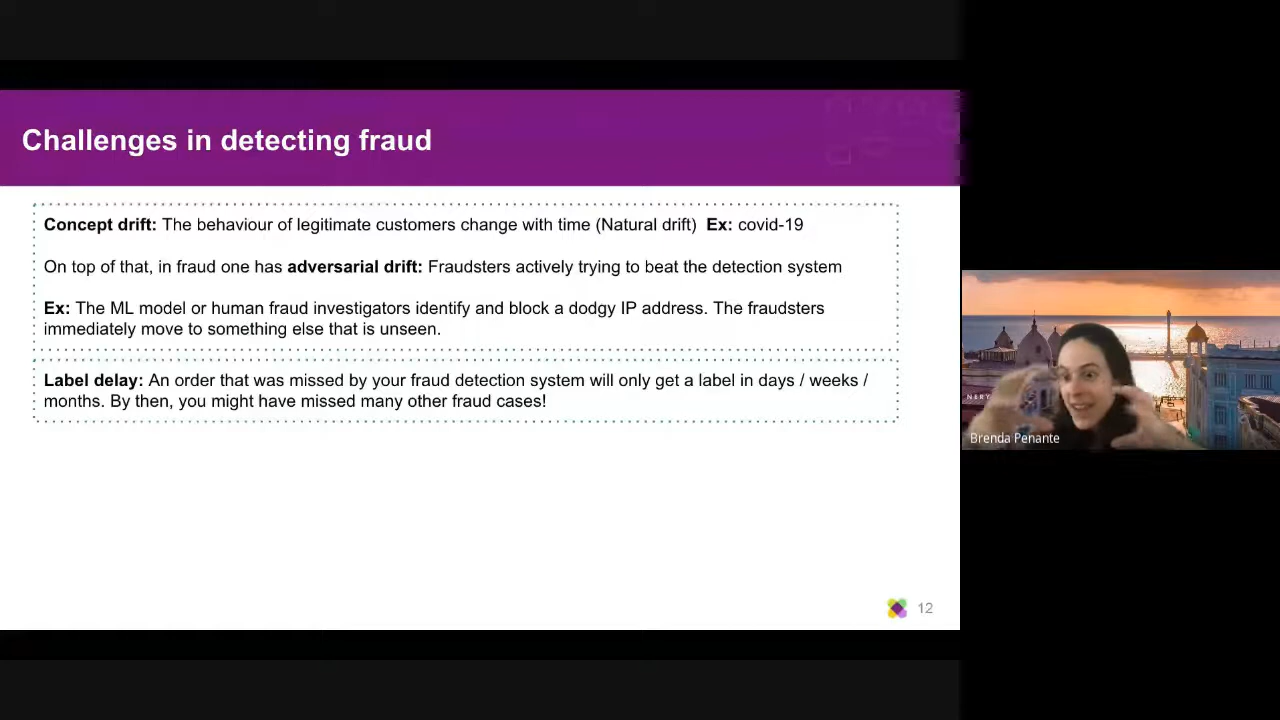 Challenges in detecting fraud
Concept drift: The behaviour of legitimate customers change with time (Natural drift) Ex: covid-19
On top of that, in fraud one has adversarial drift: Fraudsters actively trying to beat the detection system
Ex: The ML model or human fraud investigators identify and block a dodgy IP address. The fraudsters
immediately move to something else that is unseen.
Label delay: An order that was missed by your fraud detection system will only get a label in days / weeks /
months. By then, you might have missed many other fraud cases!
12
NERY
Brenda Penante